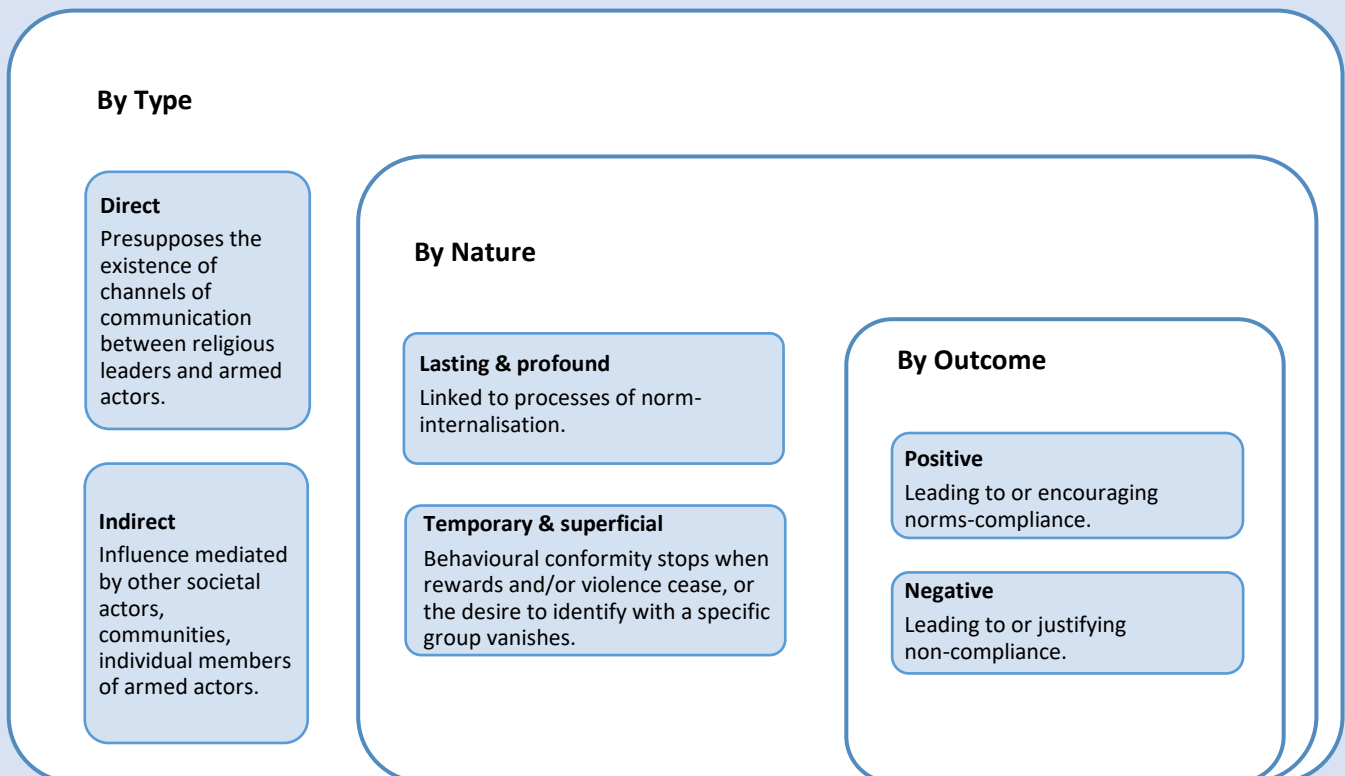 By Type
Direct
Presupposes the
existence of
channels of
communication
between religious
leaders and armed
actors.
Indirect
Influence mediated
by other societal
actors,
communities,
individual members
of armed actors.
By Nature
Lasting & profound
Linked to processes of norm-
internalisation.
Temporary & superficial
Behavioural conformity stops when
rewards and/or violence cease, or
the desire to identify with a specific
group vanishes.
By Outcome
Positive
Leading to or encouraging
norms-compliance.
Negative
Leading to or justifying
non-compliance.